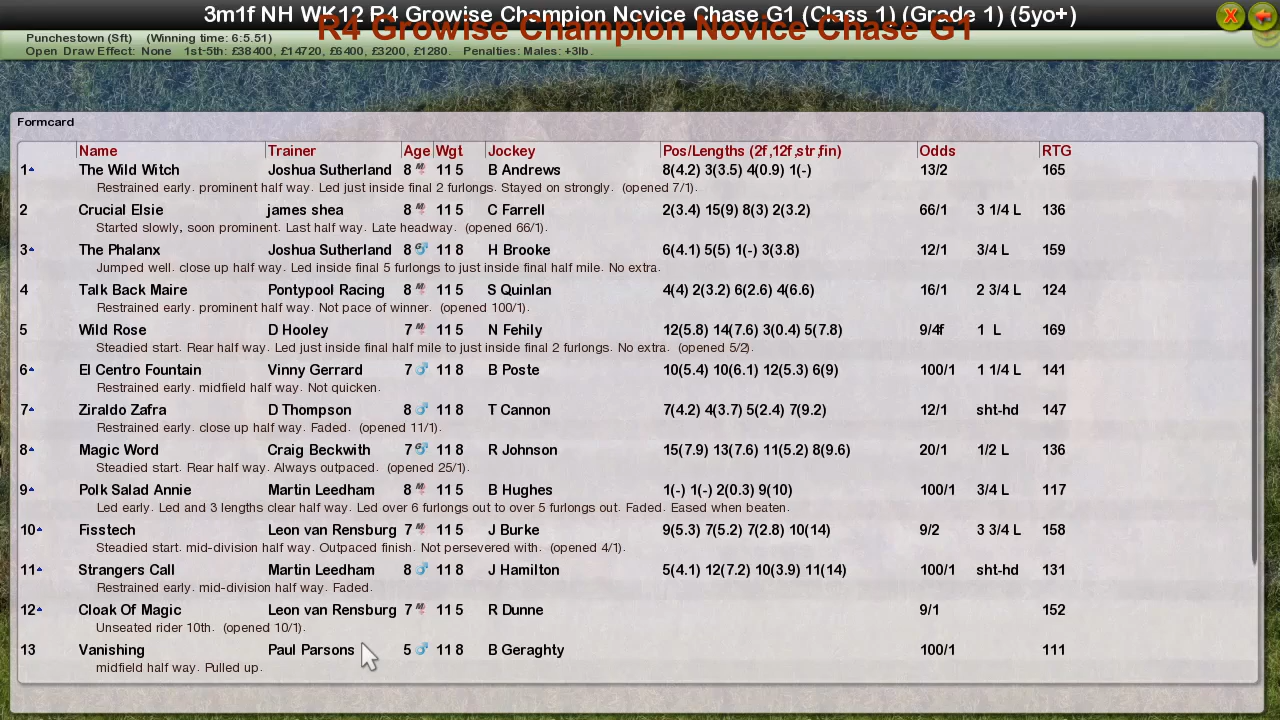 3m1f NH WK12 R4 Growise Champion Novice Chase G1 (Class 1) (Grade 1) (5yo+)
R4 Growise Champion Novice Chase G1
Punchestown (Sft) (Winning time: 6:5.51)
Open Draw Effect: None 1st-5th: £38400, £14720, £6400, £3200, £1280. Penalties: Males: +3lb.
X
Formcard
Name Trainer Age Wgt Jockey Pos/Lengths (2f,12f,str,fin) Odds RTG
1 The Wild Witch Joshua Sutherland 8 11 5 B Andrews 8(4.2) 3(3.5) 4(0.9) 1(-) 13/2 165
Restrained early. prominent half way. Led just inside final 2 furlongs. Stayed on strongly. (opened 7/1).
2 Crucial Elsie james shea 8 11 5 C Farrell 2(3.4) 15(9) 8(3) 2(3.2) 66/1 3 1/4 L 136
Started slowly, soon prominent. Last half way. Late headway. (opened 66/1).
3 The Phalanx Joshua Sutherland 8 11 8 H Brooke 6(4.1) 5(5) 1(-) 3(3.8) 12/1 3/4 L 159
Jumped well. close up half way. Led inside final 5 furlongs to just inside final half mile. No extra.
4 Talk Back Maire Pontypool Racing 8 11 5 S Quinlan 4(4) 2(3.2) 6(2.6) 4(6.6) 16/1 2 3/4 L 124
Restrained early. prominent half way. Not pace of winner. (opened 100/1).
5 Wild Rose D Hooley 7 11 5 N Fehily 12(5.8) 14(7.6) 3(0.4) 5(7.8) 9/4f 1 L 169
Steadied start. Rear half way. Led just inside final half mile to just inside final 2 furlongs. No extra. (opened 5/2).
6 El Centro Fountain Vinny Gerrard 7 11 8 B Poste 10(5.4) 10(6.1) 12(5.3) 6(9) 100/1 1 1/4 L 141
Restrained early. midfield half way. Not quicken.
7 Ziraldo Zafra D Thompson 8 11 8 T Cannon 7(4.2) 4(3.7) 5(2.4) 7(9.2) 12/1 sht-hd 147
Restrained early. close up half way. Faded. (opened 11/1).
8 Magic Word Craig Beckwith 7 11 8 R Johnson 15(7.9) 13(7.6) 11(5.2) 8(9.6) 20/1 1/2 L 136
Steadied start. Rear half way. Always outpaced. (opened 25/1).
9 Polk Salad Annie Martin Leedham 8 11 5 B Hughes 1(-) 1(-) 2(0.3) 9(10) 100/1 3/4 L 117
Led early. Led and 3 lengths clear half way. Led over 6 furlongs out to over 5 furlongs out. Faded. Eased when beaten.
10 Fisstech Leon van Rensburg 7 11 5 J Burke 9(5.3) 7(5.2) 7(2.8) 10(14) 9/2 3 3/4 L 158
Steadied start. mid-division half way. Outpaced finish. Not persevered with. (opened 4/1).
11 Strangers Call Martin Leedham 8 11 8 J Hamilton 5(4.1) 12(7.2) 10(3.9) 11(14) 100/1 sht-hd 131
Restrained early. mid-division half way. Faded.
12 Cloak Of Magic Leon van Rensburg 7 11 5 R Dunne 9/1 152
Unseated rider 10th. (opened 10/1).
13 Vanishing Paul Parsons 5 11 8 B Geraghty 100/1 111
midfield half way. Pulled up.